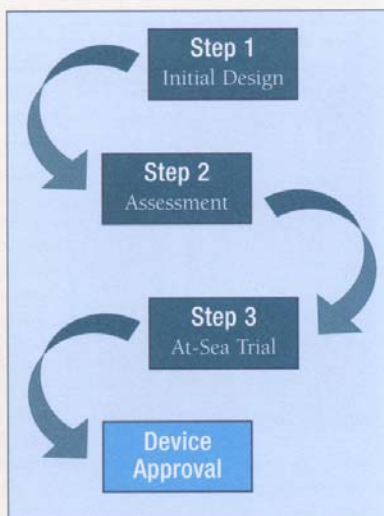 Step 1
Initial Design
Step 2
Assessment
Step 3
At-Sea Trial
Device
Approval